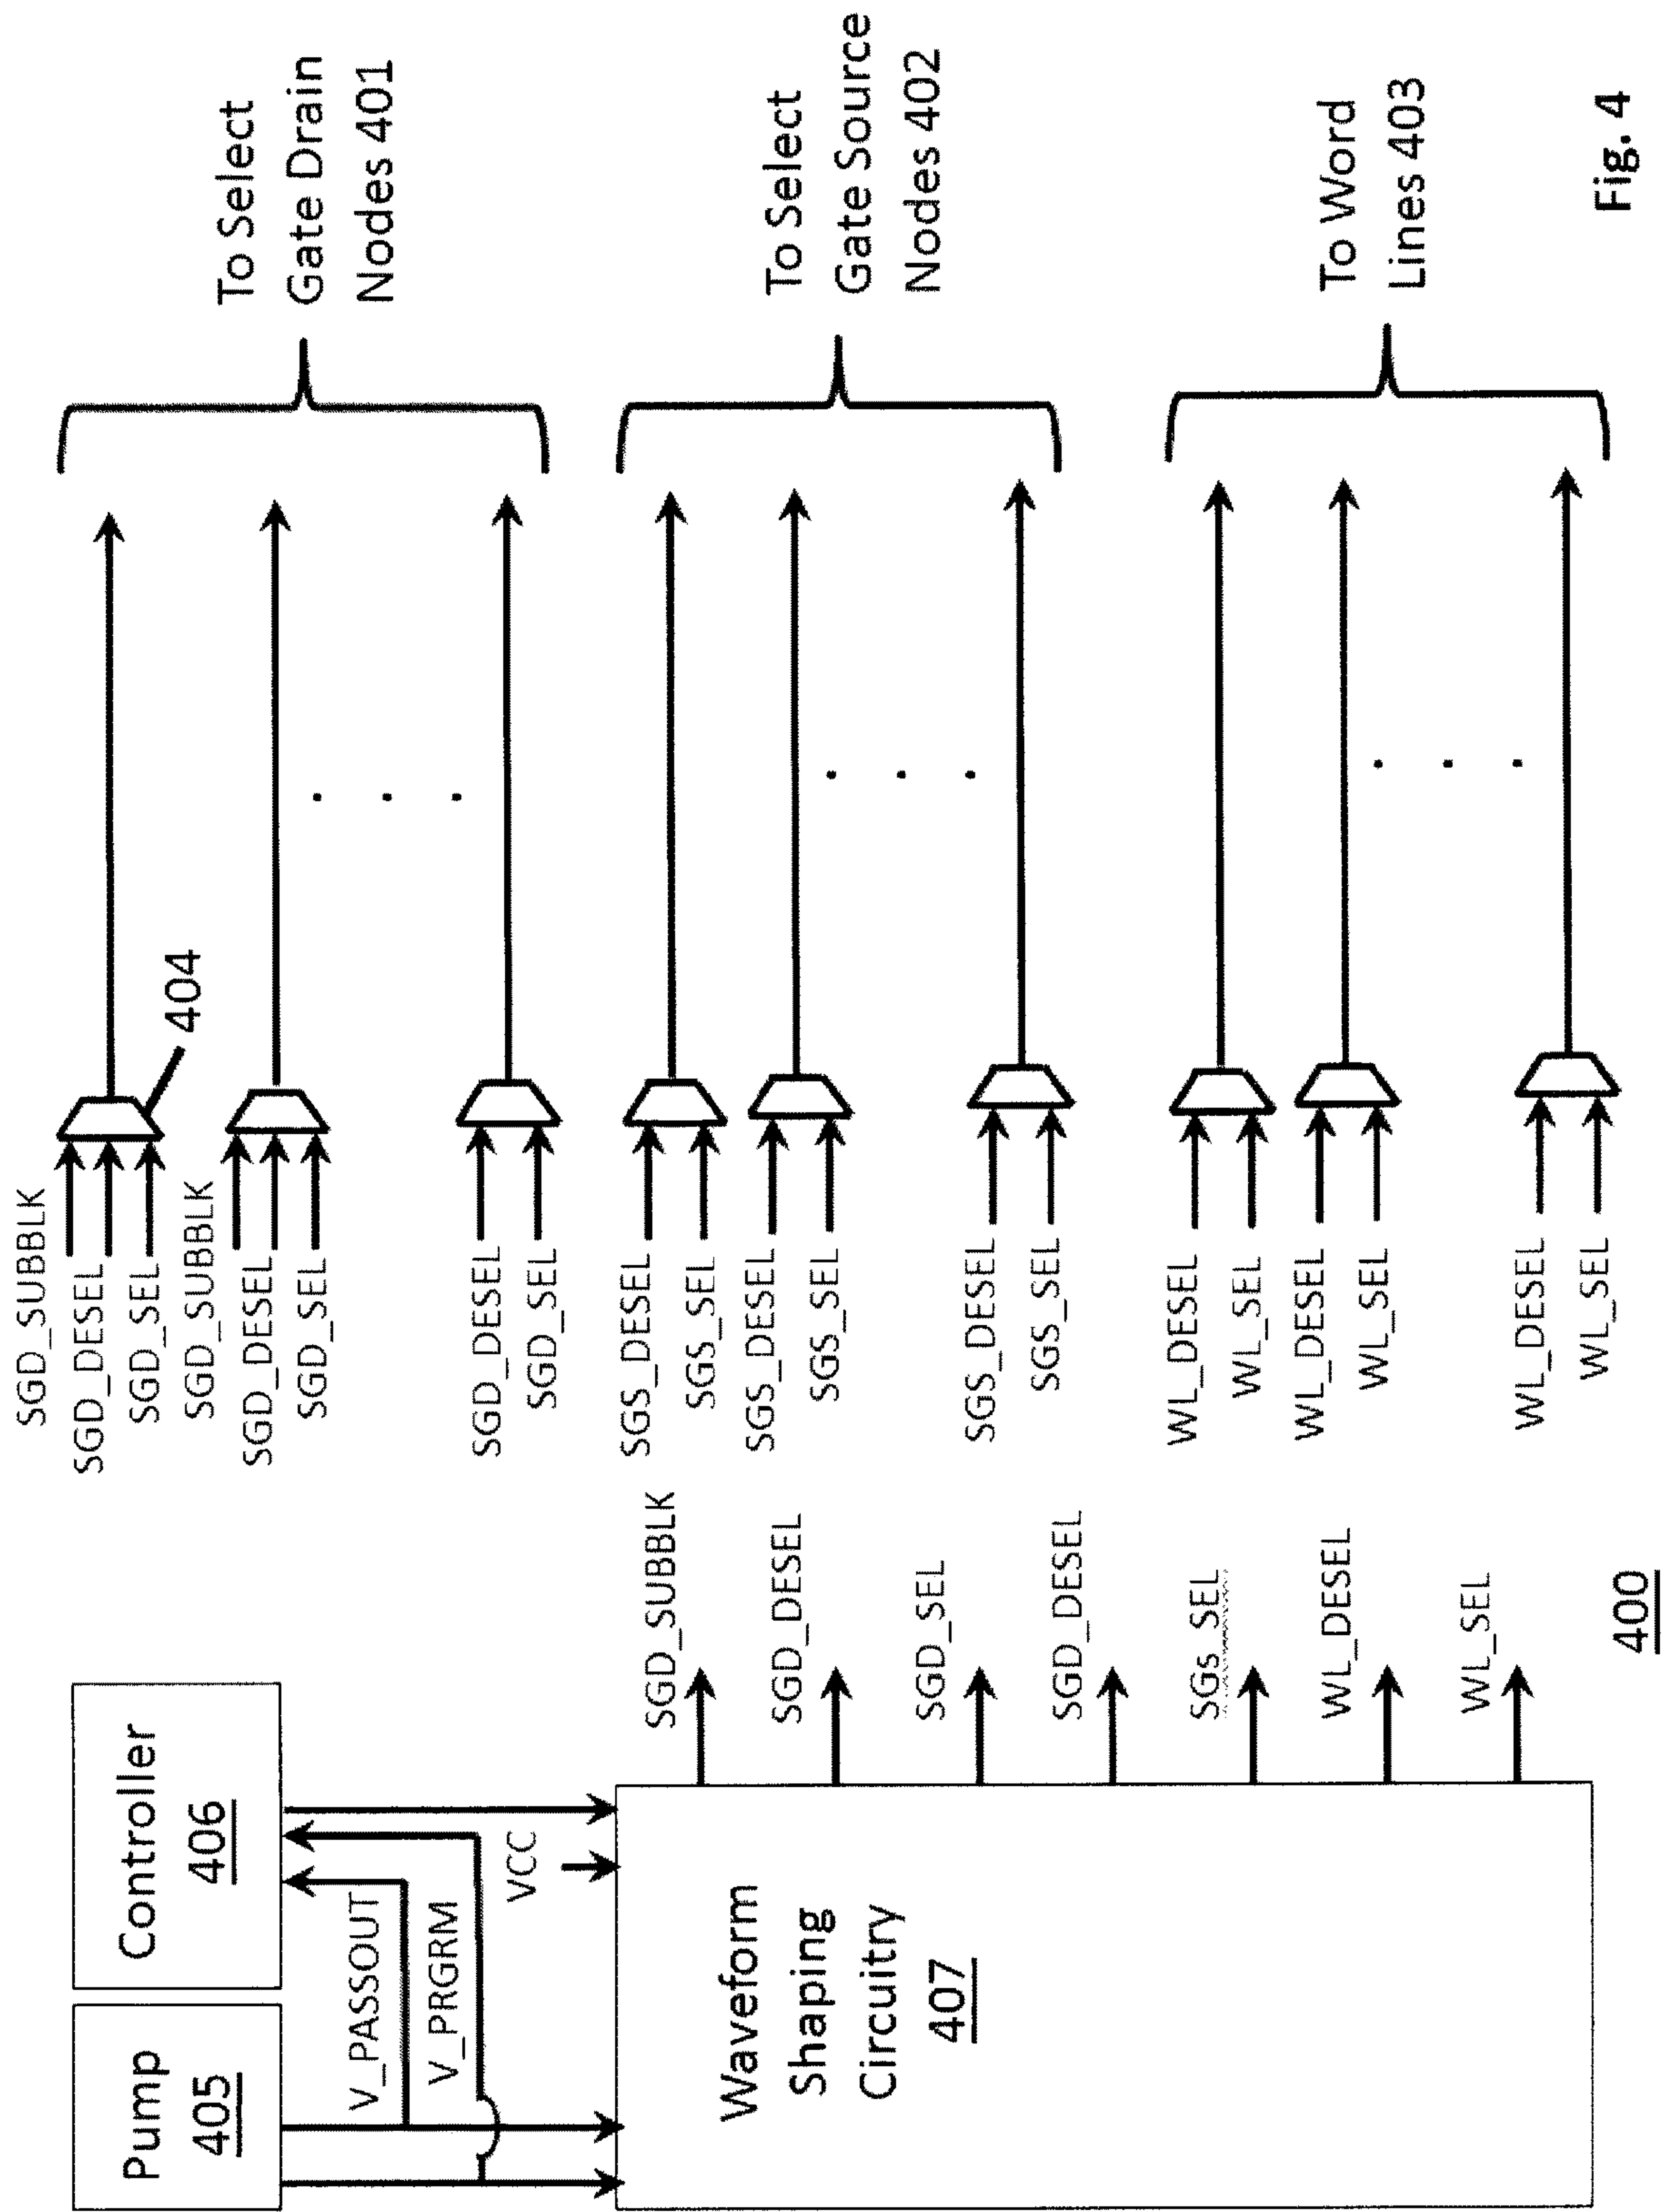 Pump
405
Controller
406
V_PASSOUT
V_PRGRM
VCC
Waveform
Shaping
Circuitry
407
SGD_SUBBLK
SGD_DESEL
SGD_SEL
SGD_DESEL
SGs_SEL
WL_DESEL
WL_SEL
400
SGD_SUBBLK
SGD_DESEL
SGD_SEL
404
SGD_SUBBLK
SGD_DESEL
SGD_SEL
SGD_DESEL
SGD_SEL
SGS_DESEL
SGS_SEL
SGS_DESEL
SGS_SEL
SGS_DESEL
SGS_SEL
WL_DESEL
WL_SEL
WL_DESEL
WL_SEL
WL_DESEL
WL_SEL
To Select
Gate Drain
Nodes 401
To Select
Gate Source
Nodes 402
To Word
Lines 403
Fig. 4